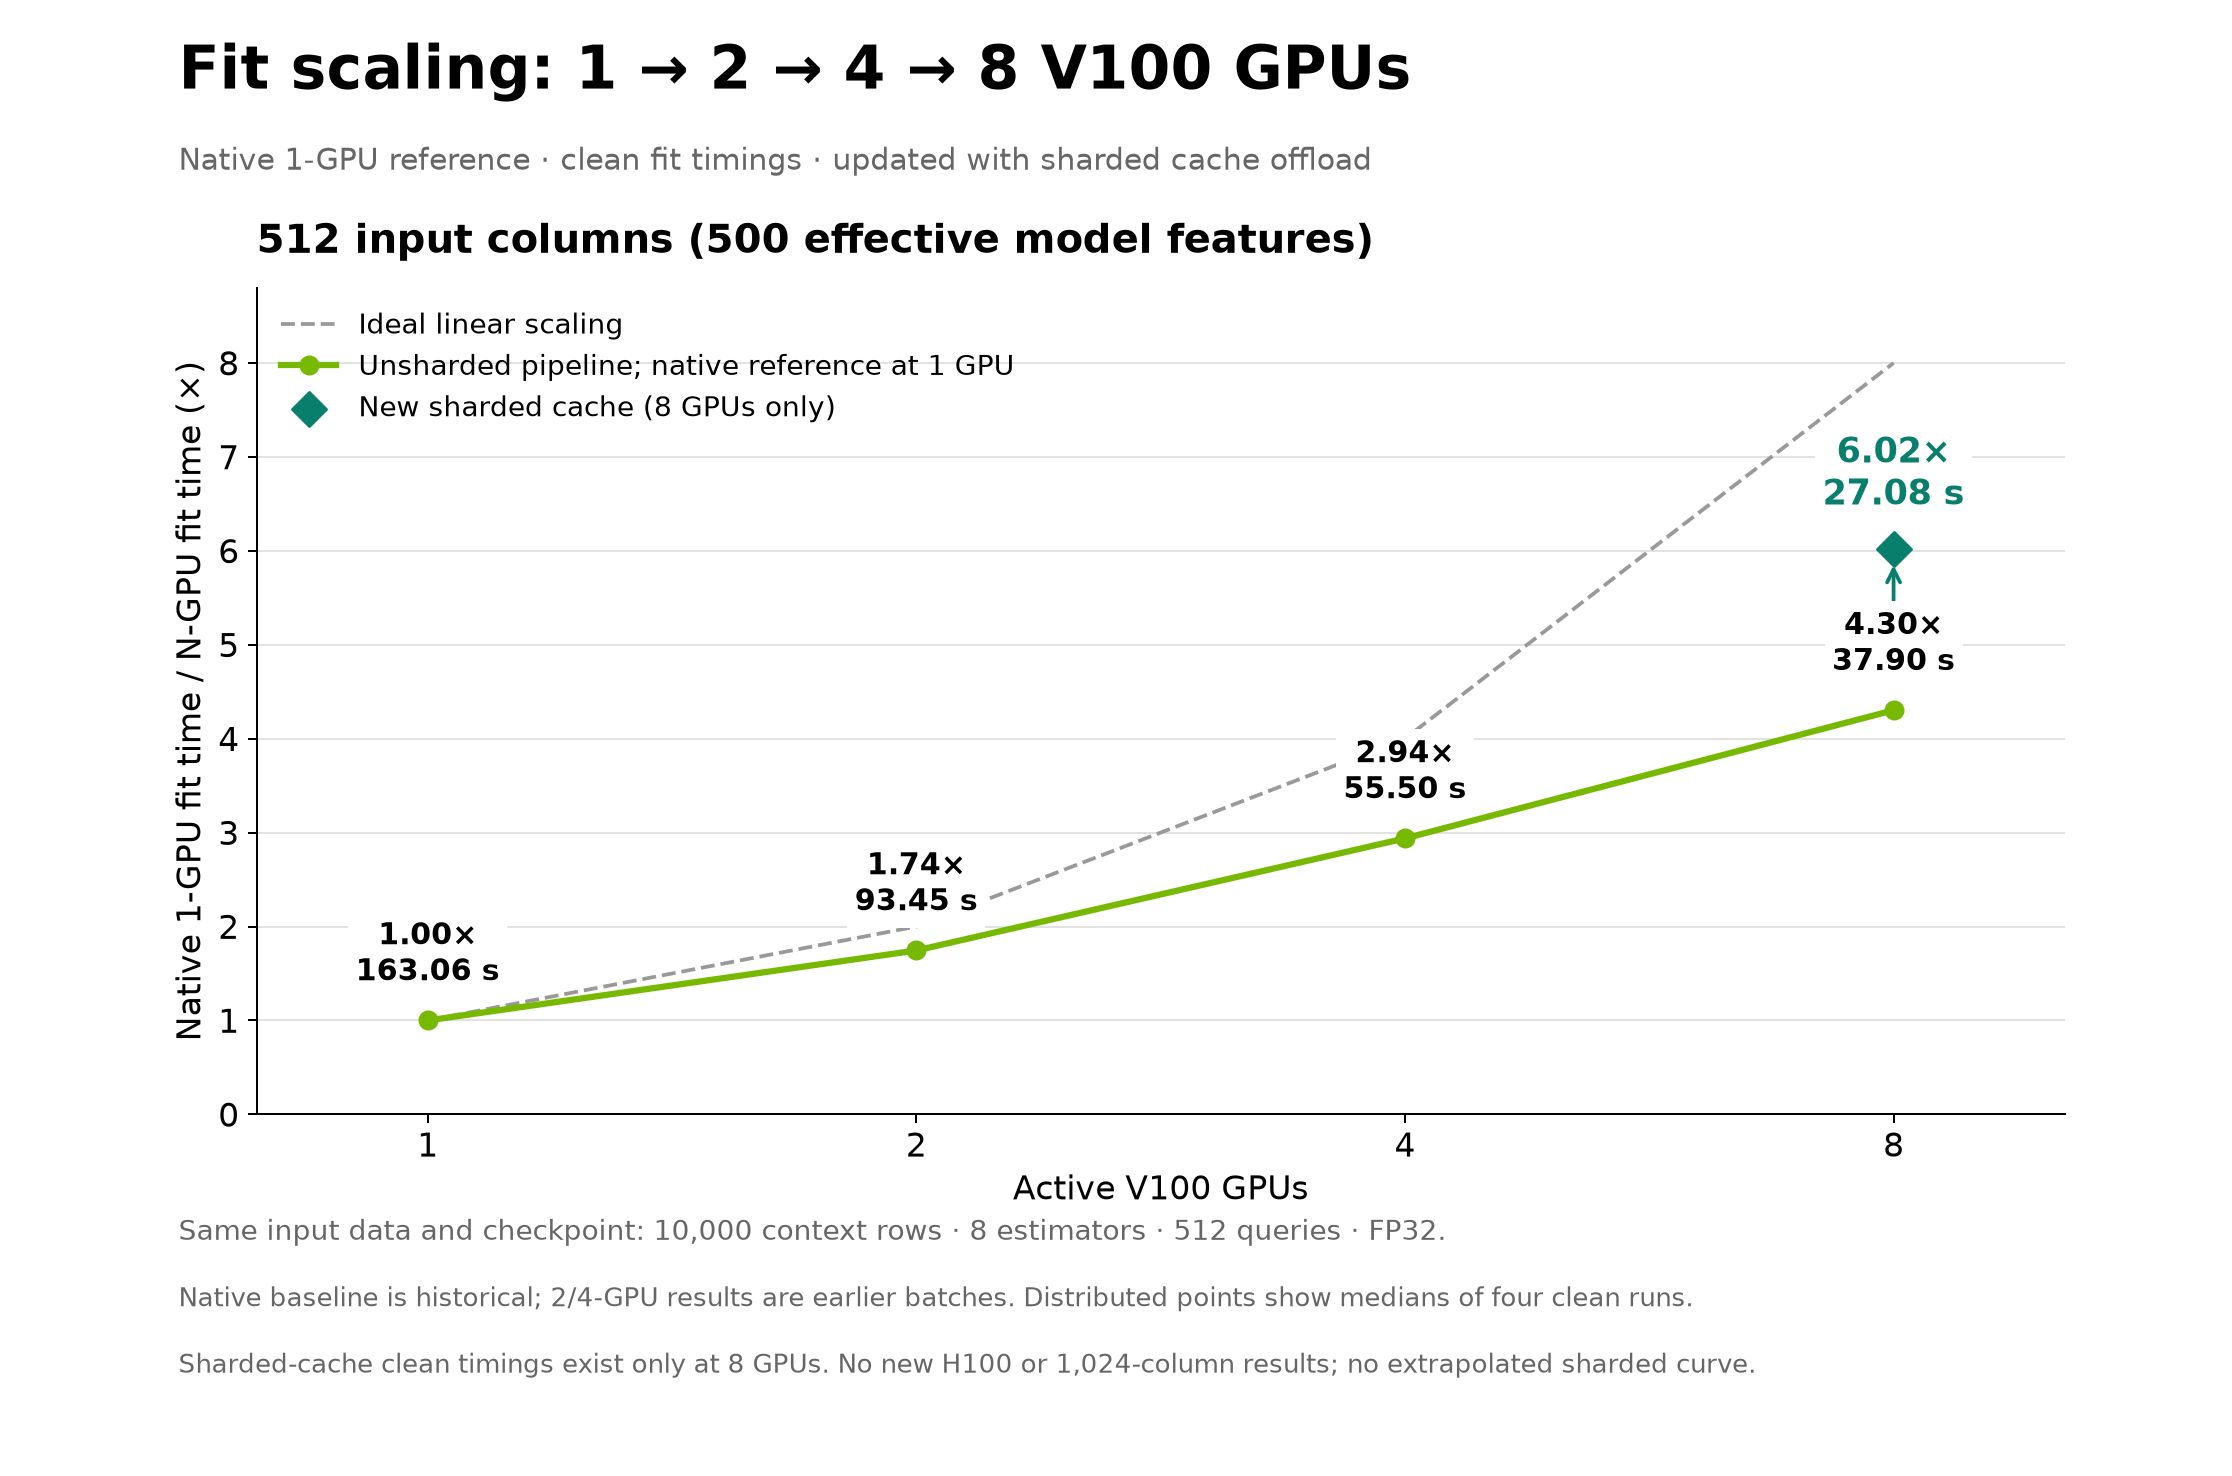 Fit scaling: 1 → 2 → 4 → 8 V100 GPUs
Native 1-GPU reference · clean fit timings · updated with sharded cache offload
512 input columns (500 effective model features)
Ideal linear scaling
Unsharded pipeline; native reference at 1 GPU
New sharded cache (8 GPUs only)
Native 1-GPU fit time / N-GPU fit time (×)
8
7
6
5
4
3
2
1
0
6.02×
27.08 s
4.30×
37.90 s
2.94×
55.50 s
1.74×
93.45 s
1.00×
163.06 s
1
2
4
8
Active V100 GPUs
Same input data and checkpoint: 10,000 context rows · 8 estimators · 512 queries · FP32.
Native baseline is historical; 2/4-GPU results are earlier batches. Distributed points show medians of four clean runs.
Sharded-cache clean timings exist only at 8 GPUs. No new H100 or 1,024-column results; no extrapolated sharded curve.